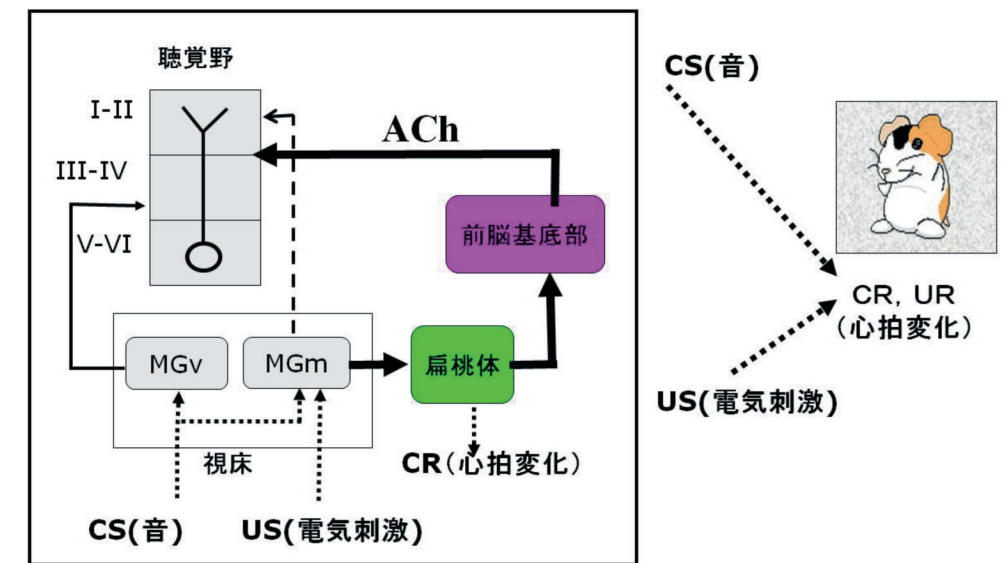 聴覚野
I-II
III-IV
V-VI
ACh
前脳基底部
MGv
MGm
扁桃体
視床
CR(心拍変化)
CS(音)
US(電気刺激)
CS(音)
CR, UR
(心拍変化)
US(電気刺激)